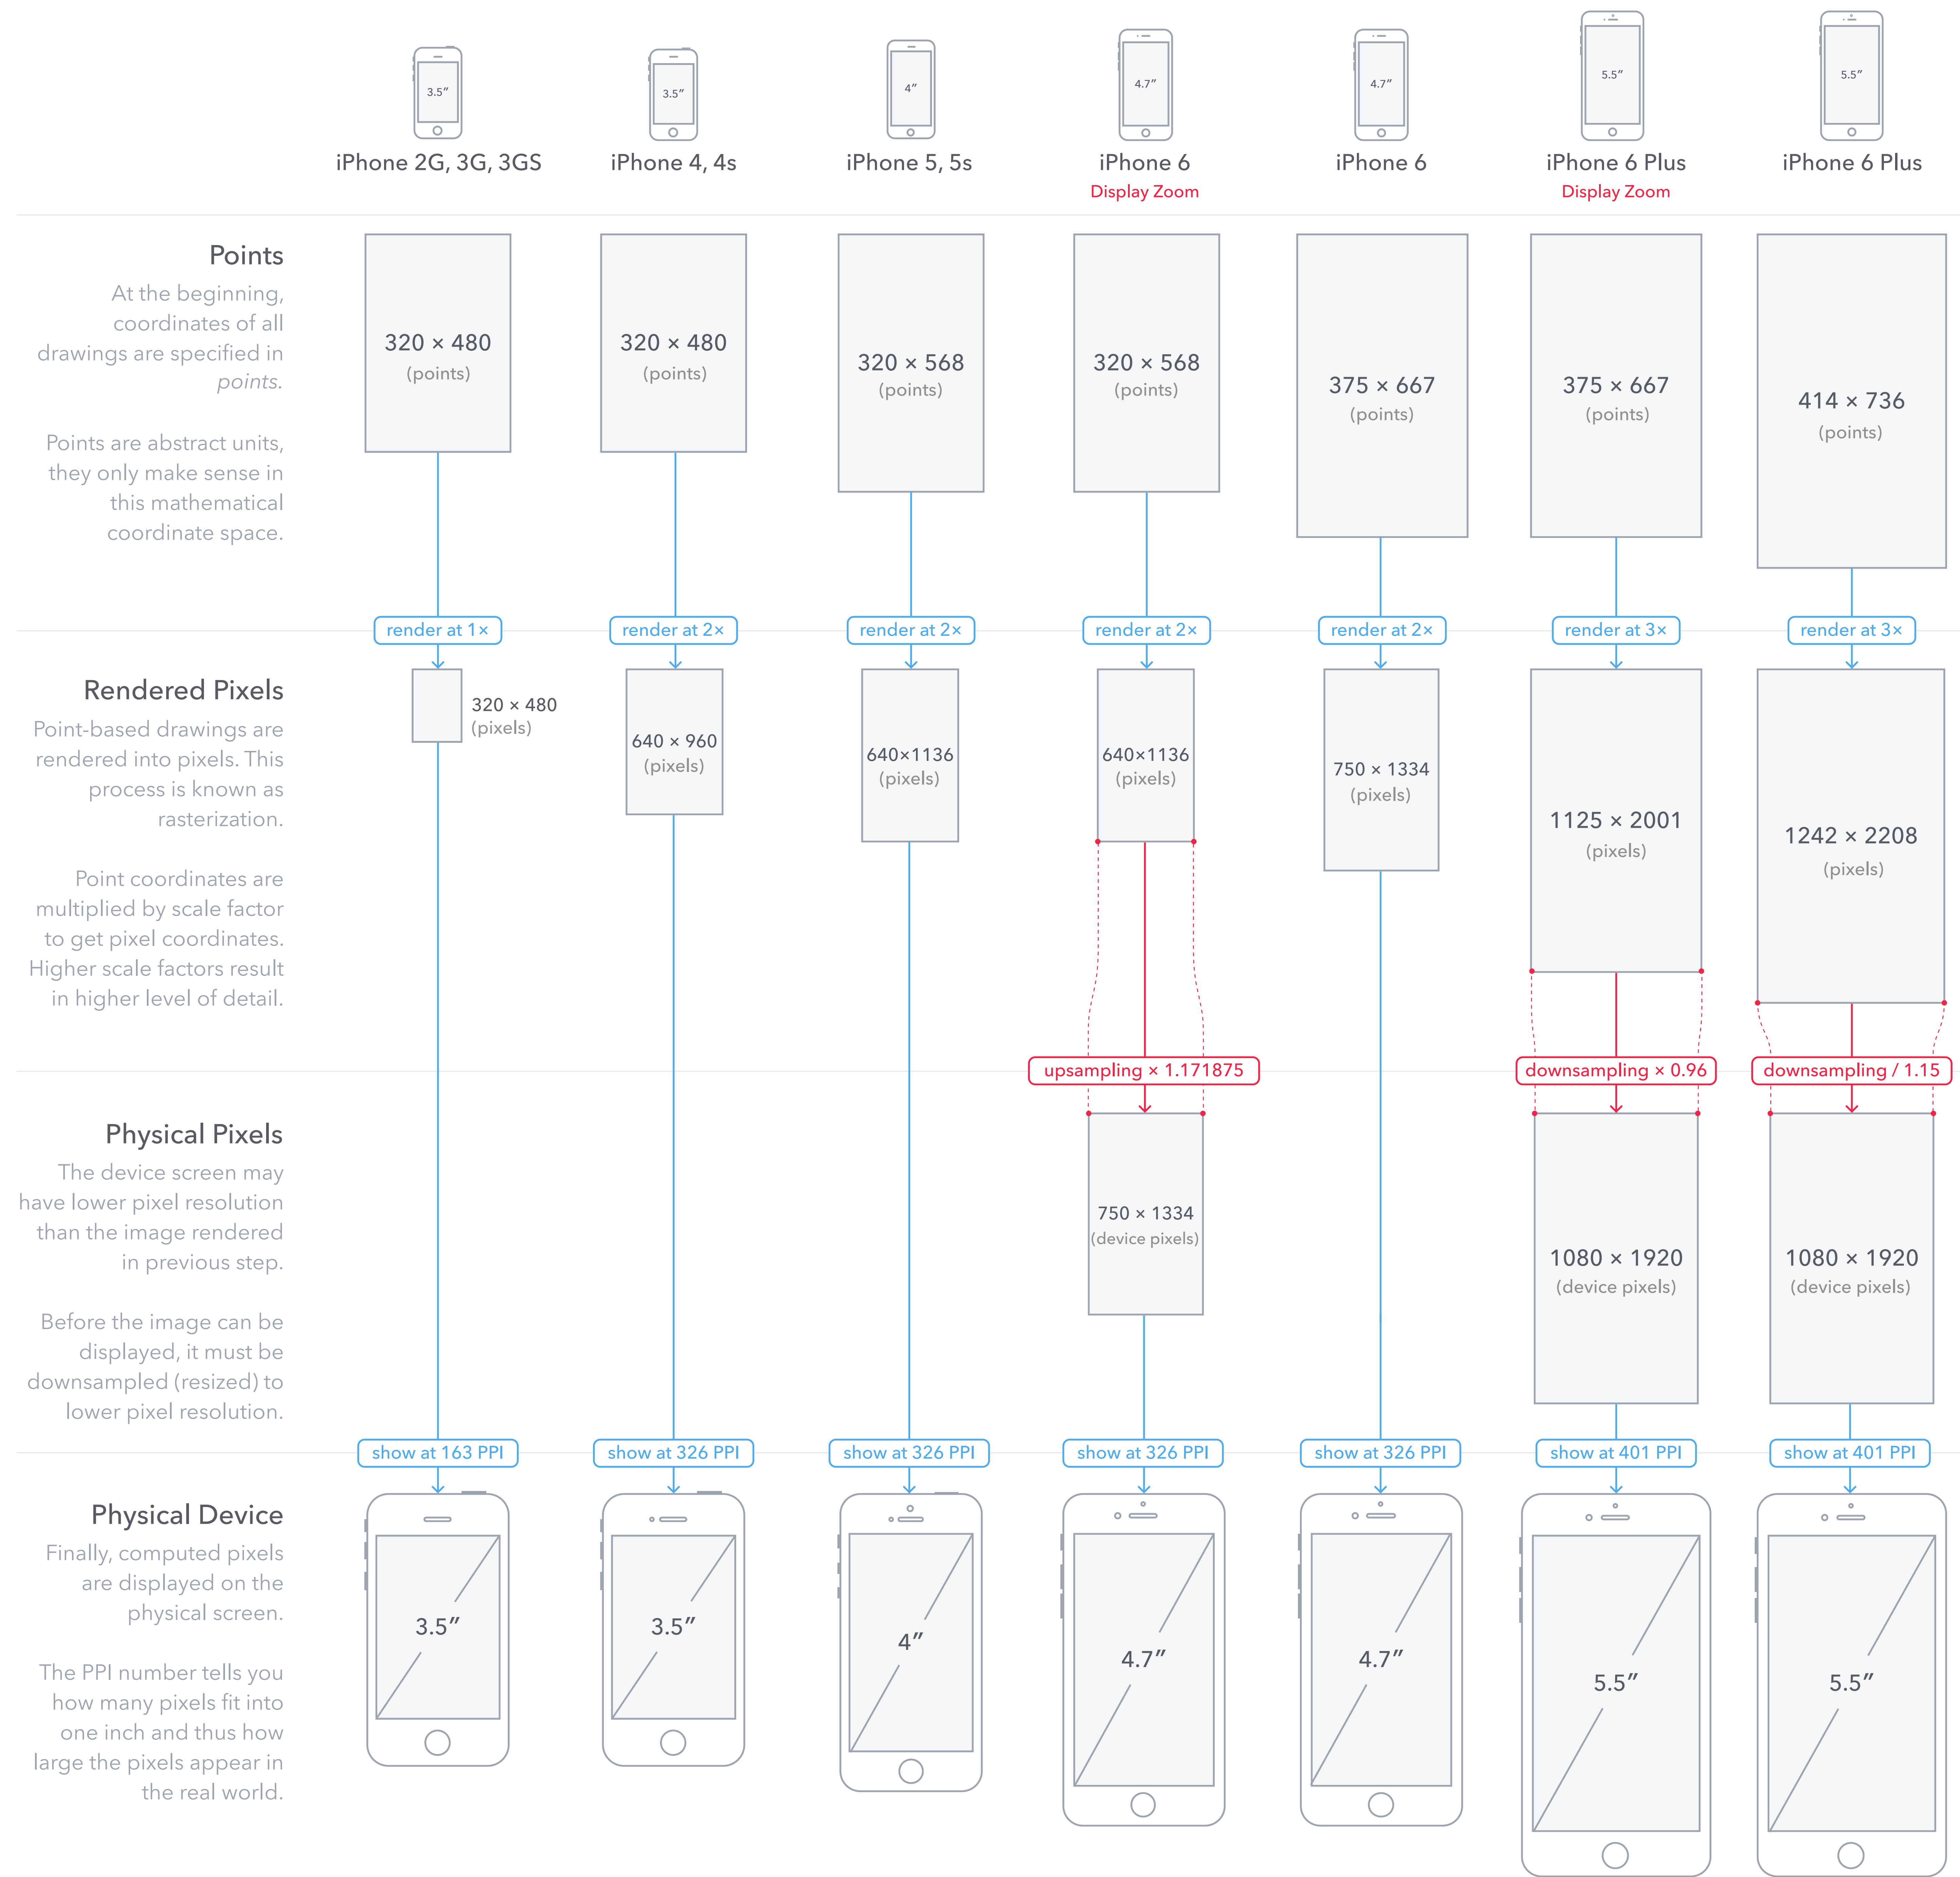 3.5″
3.5″
4″
4.7″
4.7″
5.5″
5.5″
iPhone 2G, 3G, 3GS
iPhone 4, 4s
iPhone 5, 5s
iPhone 6
Display Zoom
iPhone 6
iPhone 6 Plus
Display Zoom
iPhone 6 Plus
Points
At the beginning,
coordinates of all
drawings are specified in
points.
Points are abstract units,
they only make sense in
this mathematical
coordinate space.
320 × 480
(points)
320 × 480
(points)
320 × 568
(points)
320 × 568
(points)
375 × 667
(points)
375 × 667
(points)
414 × 736
(points)
render at 1×
render at 2×
render at 2×
render at 2×
render at 2×
render at 3×
render at 3×
Rendered Pixels
Point-based drawings are
rendered into pixels. This
process is known as
rasterization.
Point coordinates are
multiplied by scale factor
to get pixel coordinates.
Higher scale factors result
in higher level of detail.
320 × 480
(pixels)
640 × 960
(pixels)
640×1136
(pixels)
640×1136
(pixels)
750 × 1334
(pixels)
1125 × 2001
(pixels)
1242 × 2208
(pixels)
upsampling × 1.171875
downsampling × 0.96
downsampling / 1.15
Physical Pixels
The device screen may
have lower pixel resolution
than the image rendered
in previous step.
Before the image can be
displayed, it must be
downsampled (resized) to
lower pixel resolution.
750 × 1334
(device pixels)
1080 × 1920
(device pixels)
1080 × 1920
(device pixels)
show at 163 PPI
show at 326 PPI
show at 326 PPI
show at 326 PPI
show at 326 PPI
show at 401 PPI
show at 401 PPI
Physical Device
Finally, computed pixels
are displayed on the
physical screen.
The PPI number tells you
how many pixels fit into
one inch and thus how
large the pixels appear in
the real world.
3.5″
3.5″
4″
4.7″
4.7″
5.5″
5.5″